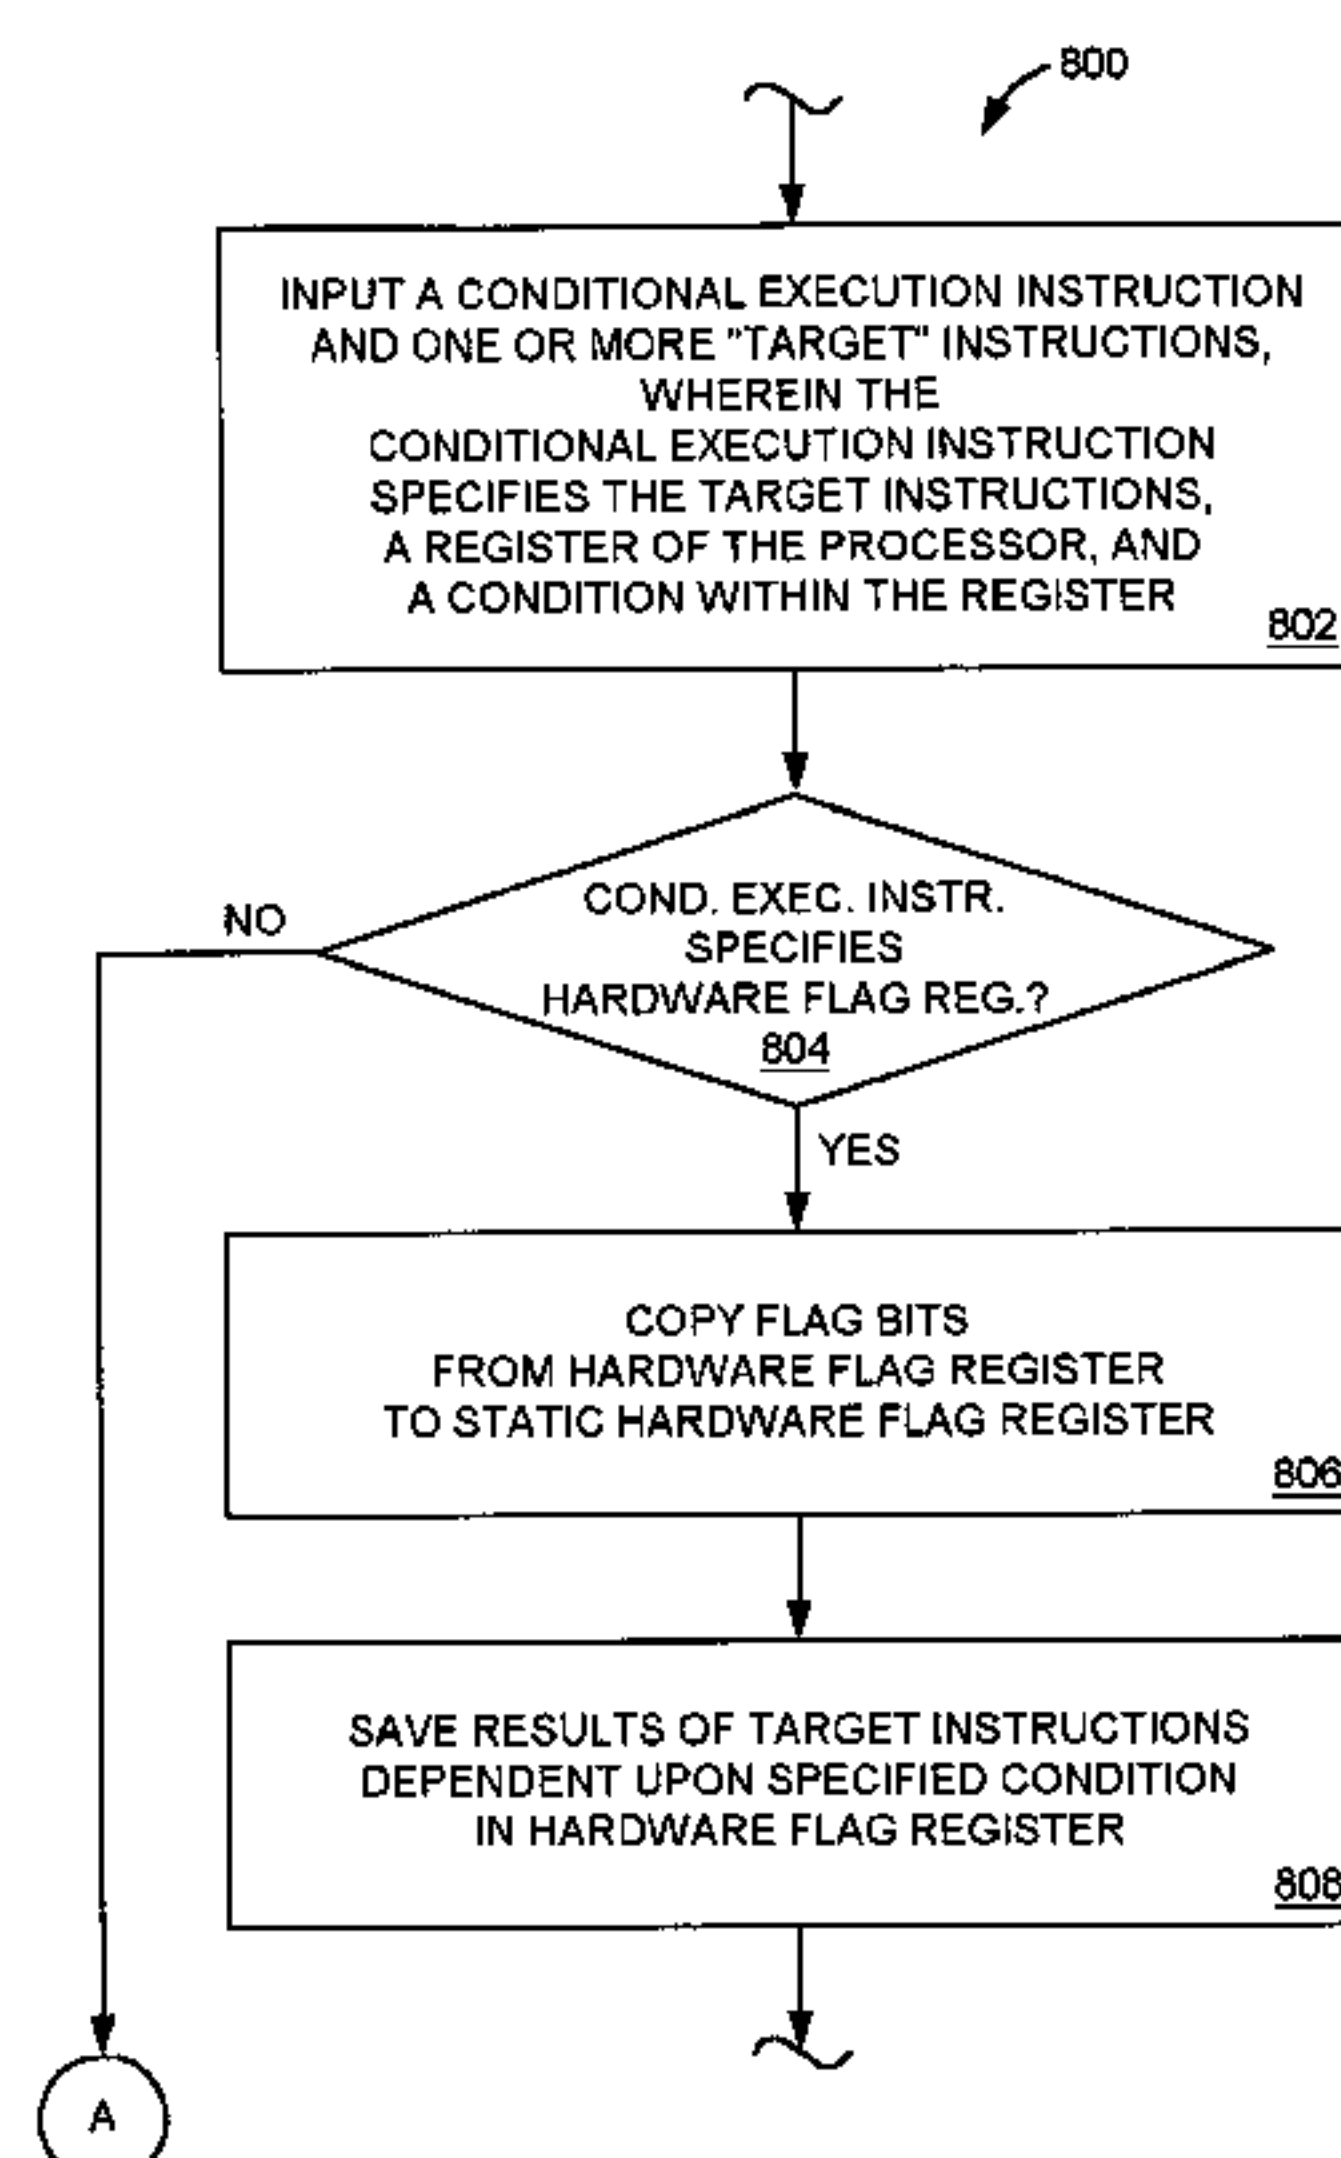 800
INPUT A CONDITIONAL EXECUTION INSTRUCTION
AND ONE OR MORE "TARGET" INSTRUCTIONS,
WHEREIN THE
CONDITIONAL EXECUTION INSTRUCTION
SPECIFIES THE TARGET INSTRUCTIONS,
A REGISTER OF THE PROCESSOR, AND
A CONDITION WITHIN THE REGISTER
802
NO
COND. EXEC. INSTR.
SPECIFIES
HARDWARE FLAG REG.?
804
YES
COPY FLAG BITS
FROM HARDWARE FLAG REGISTER
TO STATIC HARDWARE FLAG REGISTER
806
SAVE RESULTS OF TARGET INSTRUCTIONS
DEPENDENT UPON SPECIFIED CONDITION
IN HARDWARE FLAG REGISTER
808
A